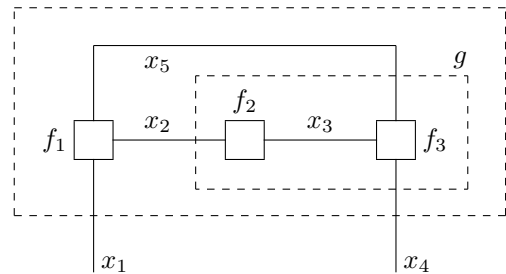 g
x₅
f₂
f₁ x₂ x₃ f₃
x₁ x₄